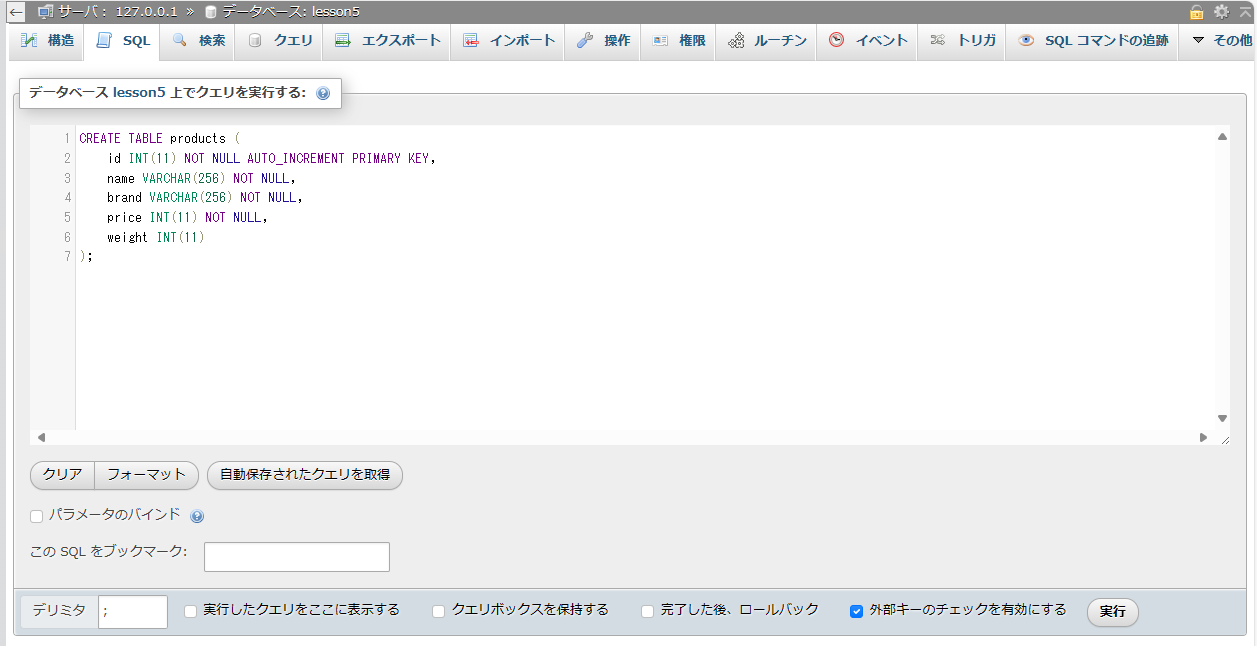 サーバ: 127.0.0.1 » データベース: lesson5
構造 SQL 検索 クエリ エクスポート インポート 操作 権限 ルーチン イベント トリガ SQL コマンドの追跡 その他
データベース lesson5 上でクエリを実行する:
1 CREATE TABLE products (
2 id INT(11) NOT NULL AUTO_INCREMENT PRIMARY KEY,
3 name VARCHAR(256) NOT NULL,
4 brand VARCHAR(256) NOT NULL,
5 price INT(11) NOT NULL,
6 weight INT(11)
7 );
クリア フォーマット 自動保存されたクエリを取得
パラメータのバインド
この SQL をブックマーク:
デリミタ ; 実行したクエリをここに表示する クエリボックスを保持する 完了した後、ロールバック 外部キーのチェックを有効にする 実行